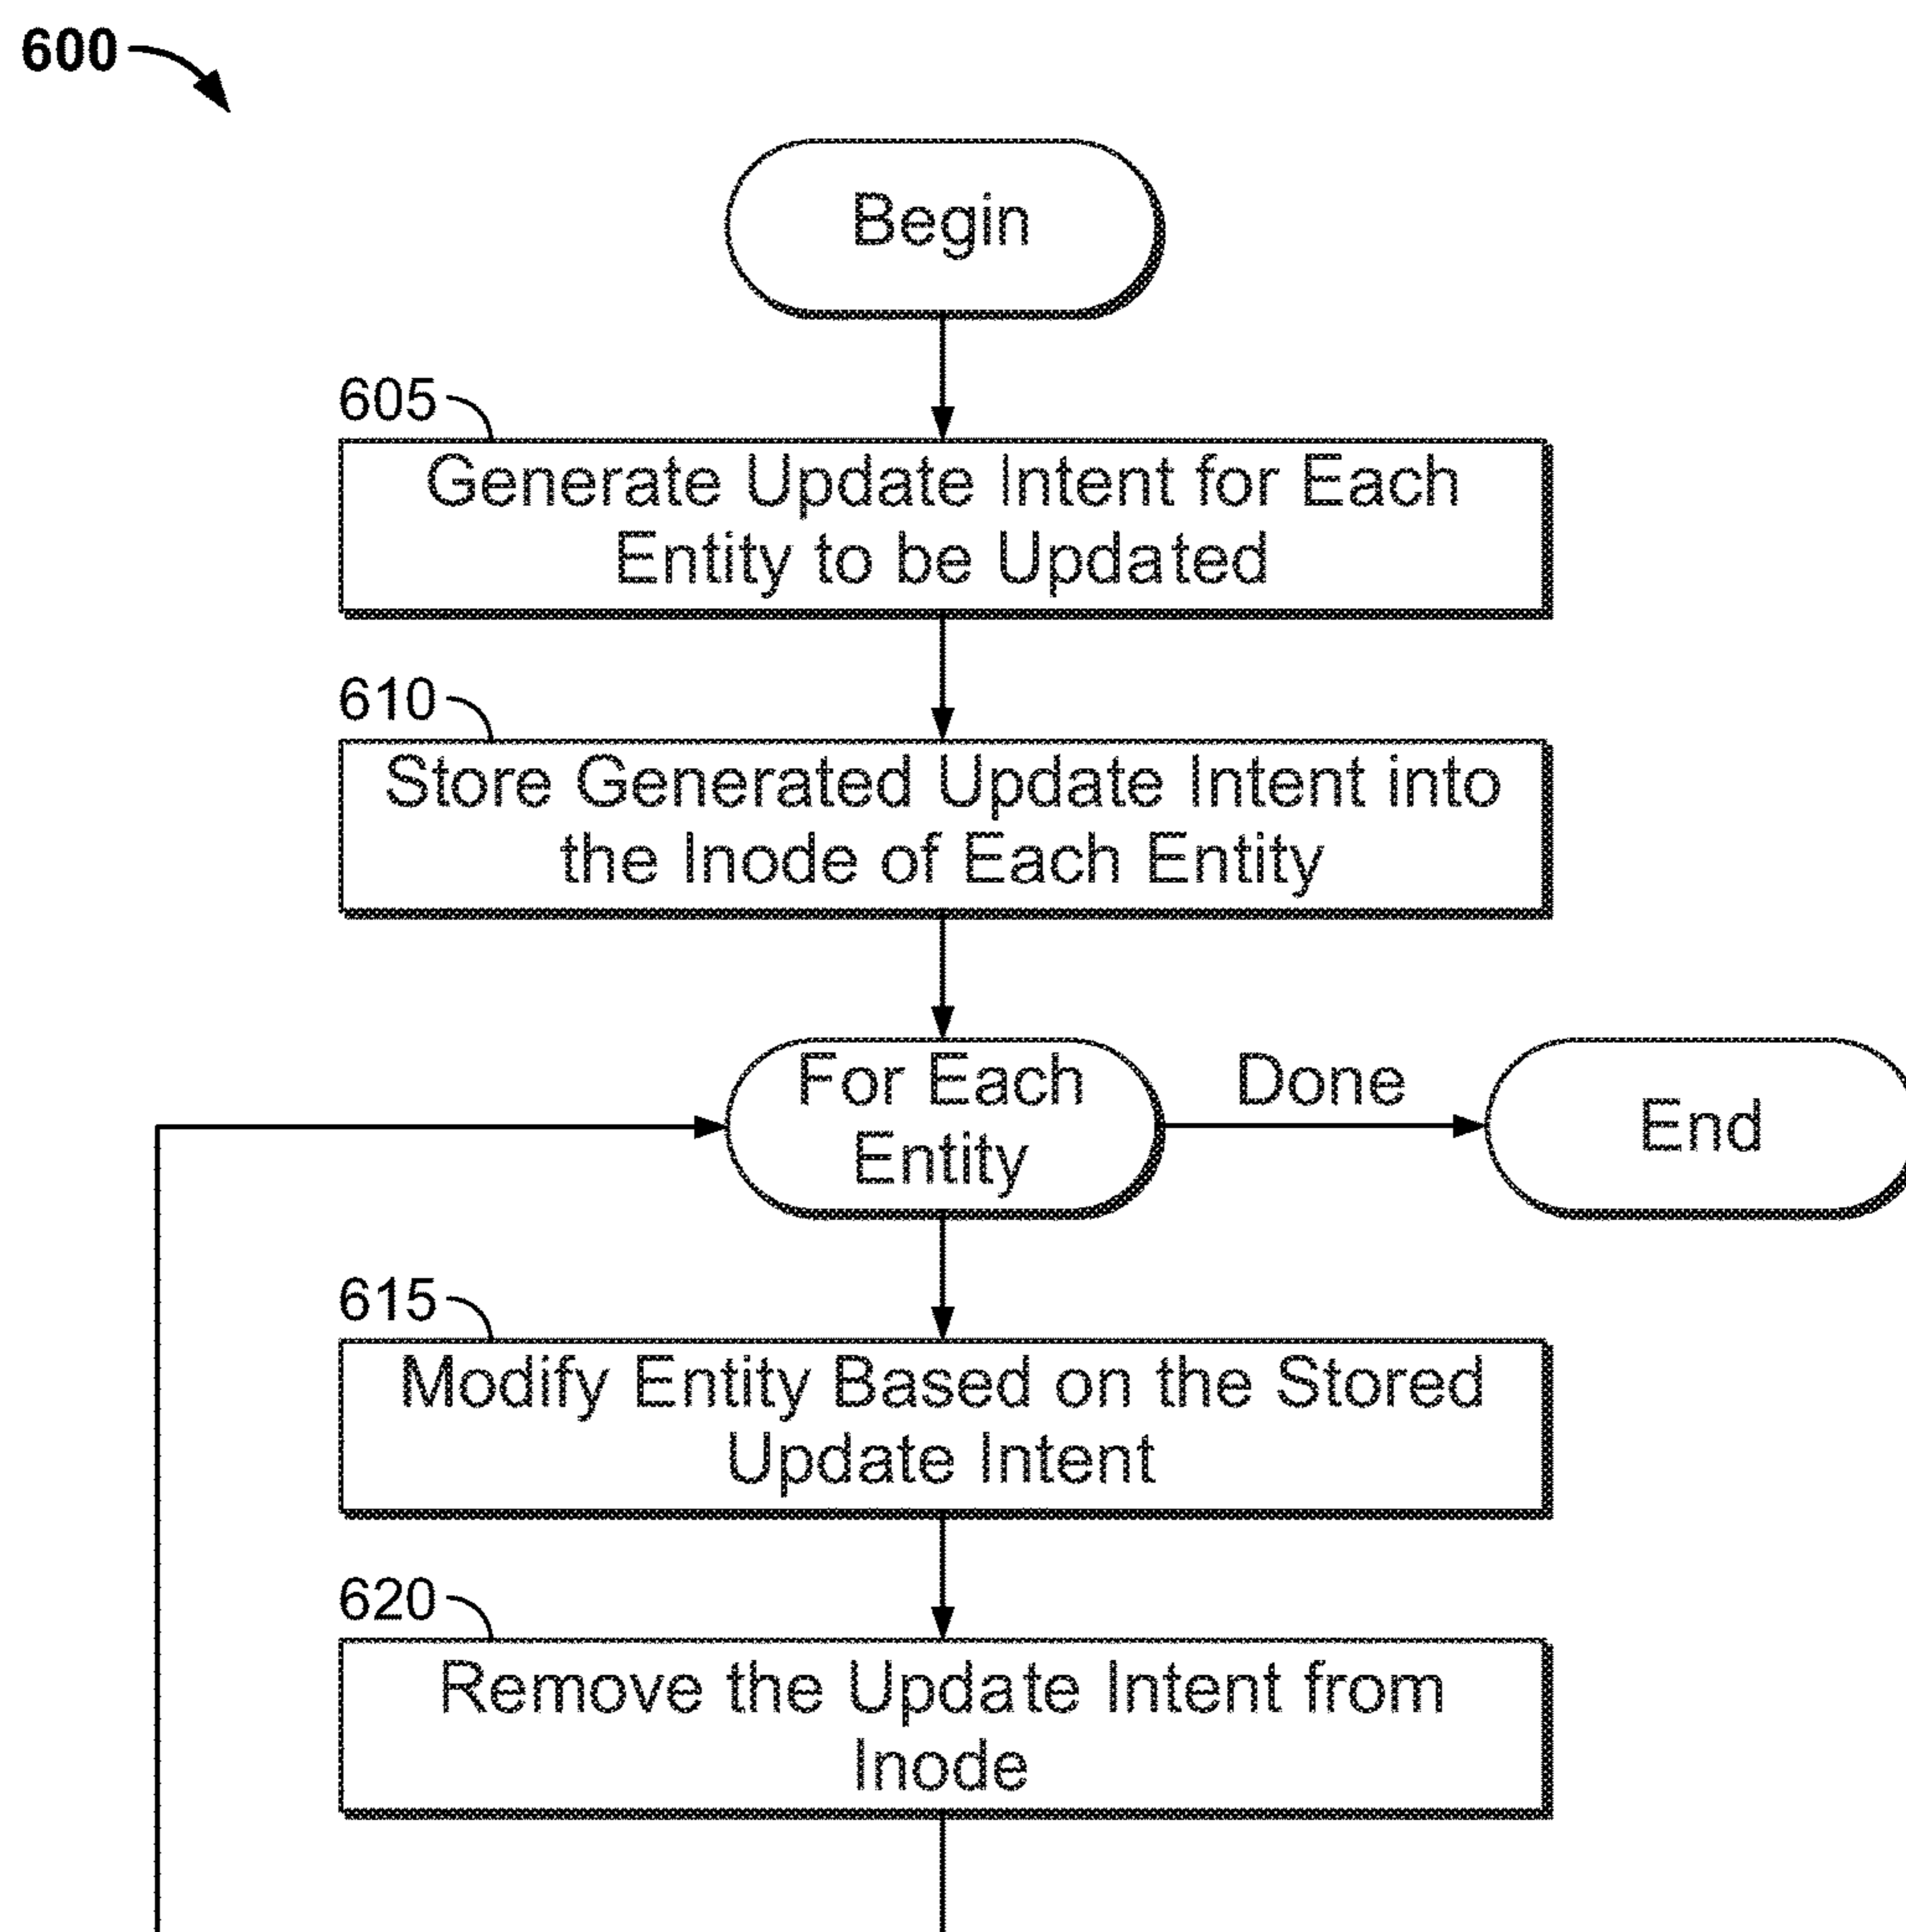 600
Begin
605
Generate Update Intent for Each
Entity to be Updated
610
Store Generated Update Intent into
the Inode of Each Entity
For Each
Entity
Done
End
615
Modify Entity Based on the Stored
Update Intent
620
Remove the Update Intent from
Inode